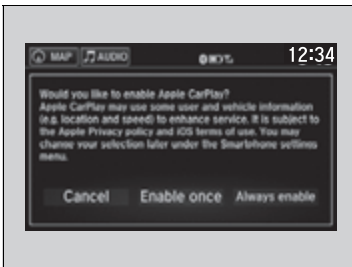 MAP AUDIO 12:34
Would you like to enable Apple CarPlay?
Apple CarPlay may use some user and vehicle information
(e.g. location and speed) to enhance service. It is subject to
the Apple Privacy policy and iOS terms of use. You may
change your selection later under the Smartphone settings
menu.
Cancel Enable once Always enable